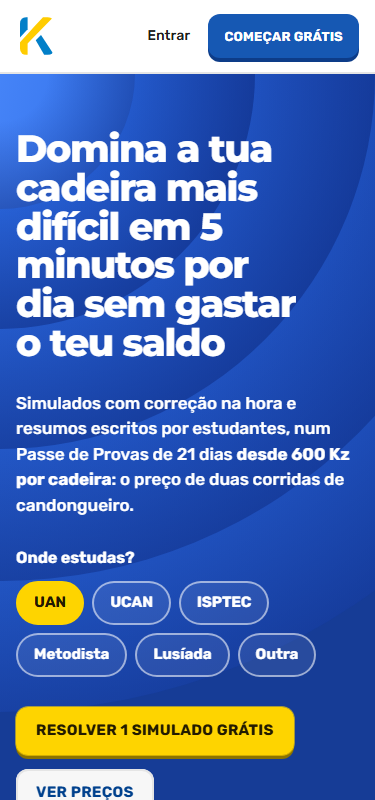 Entrar
COMEÇAR GRÁTIS
Domina a tua
cadeira mais
difícil em 5
minutos por
dia sem gastar
o teu saldo
Simulados com correção na hora e
resumos escritos por estudantes, num
Passe de Provas de 21 dias desde 600 Kz
por cadeira: o preço de duas corridas de
candongueiro.
Onde estudas?
UAN
UCAN
ISPTEC
Metodista
Lusíada
Outra
RESOLVER 1 SIMULADO GRÁTIS
VER PREÇOS